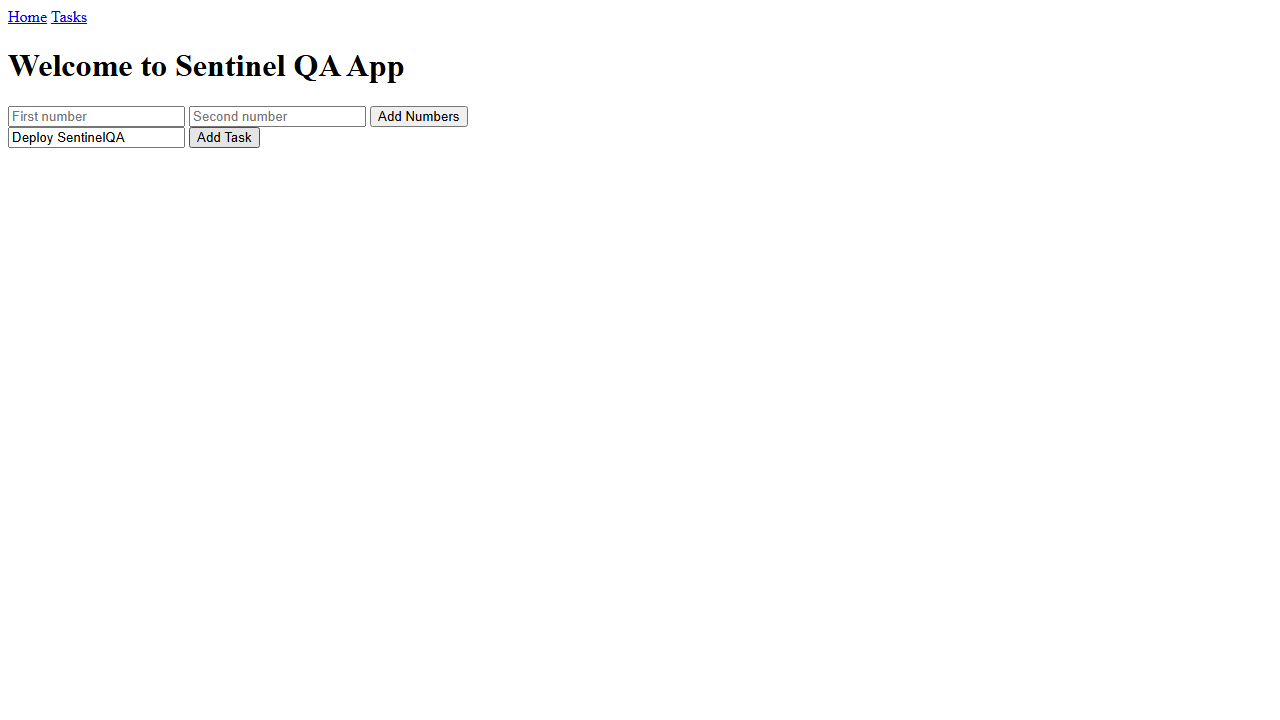 Home Tasks
Welcome to Sentinel QA App
First number Second number Add Numbers
Deploy SentinelQA Add Task